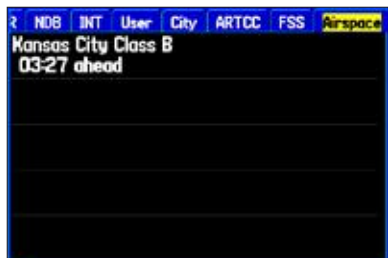 R NDB INT User City ARTCC FSS Airspace
Kansas City Class B
03:27 ahead